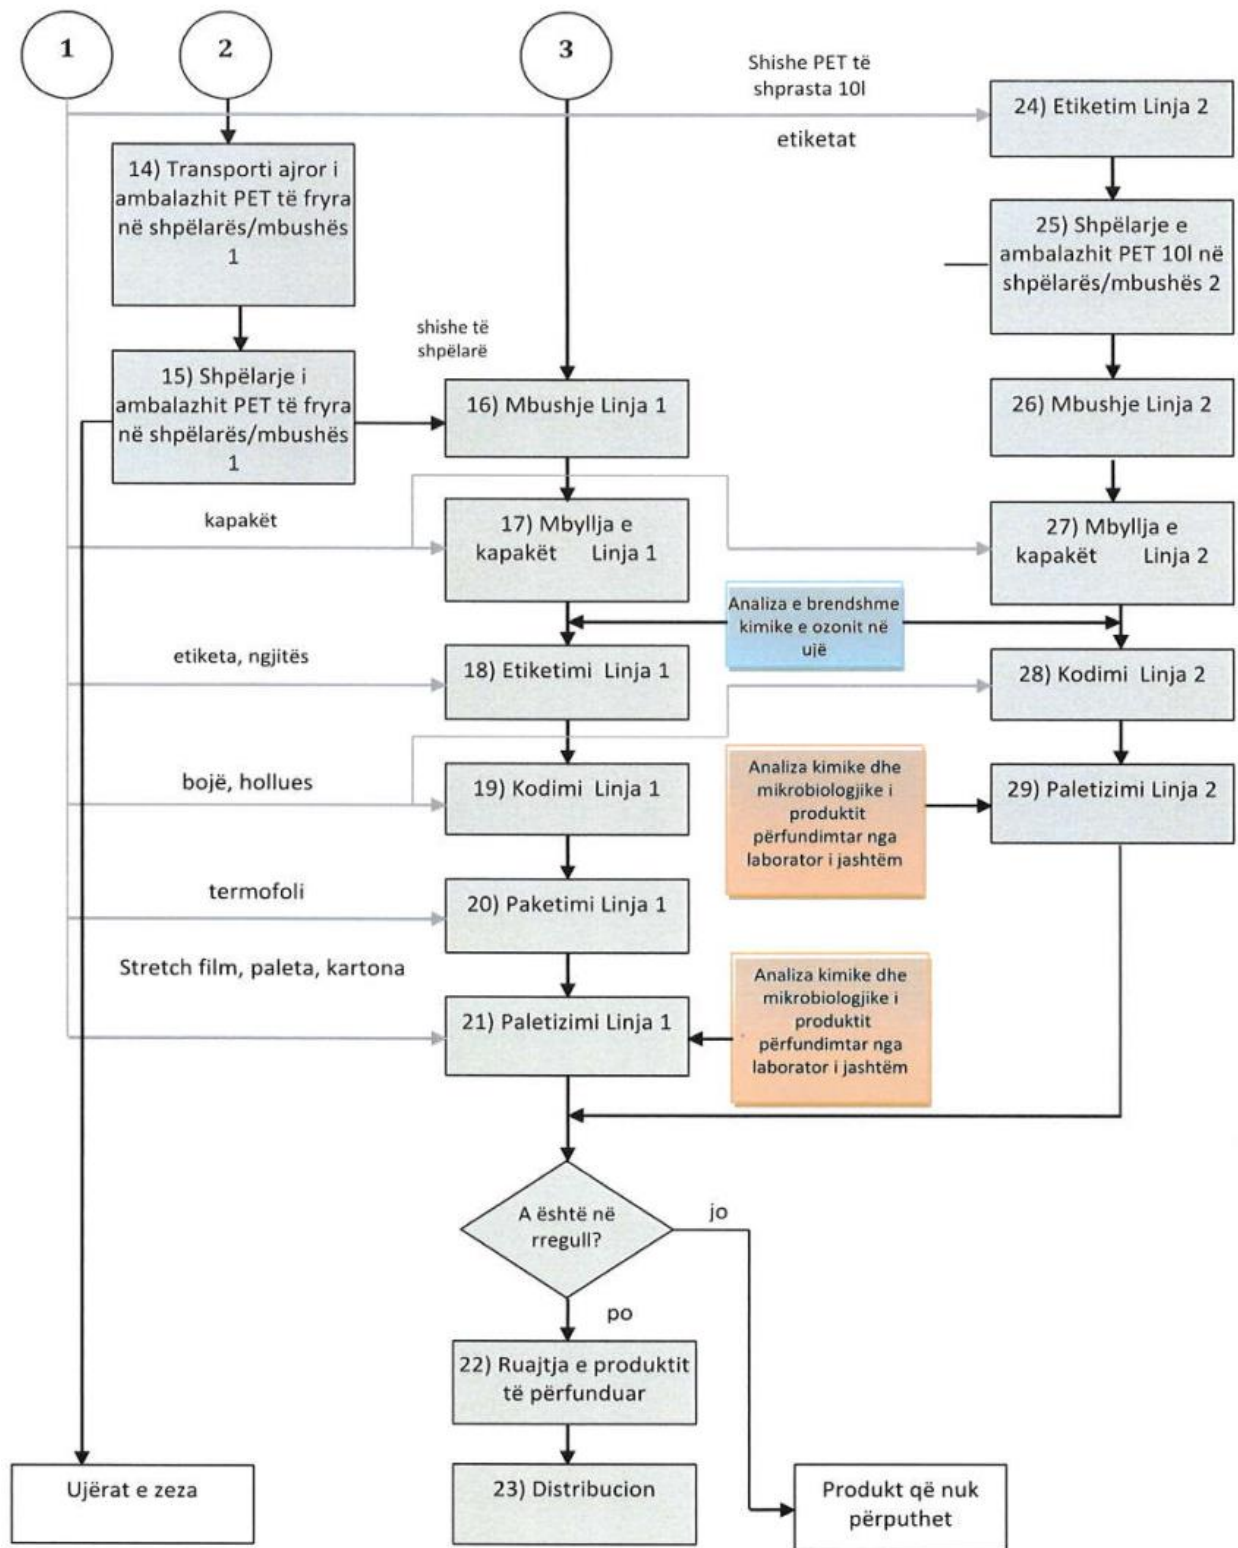 1
2
3
Shishe PET të
shprasta 10l
etiketat
24) Etiketim Linja 2
14) Transporti ajror i
ambalazhit PET të fryra
në shpëlarës/mbushës
1
25) Shpëlarje e
ambalazhit PET 10l në
shpëlarës/mbushës 2
shishe të
shpëlarë
15) Shpëlarje i
ambalazhit PET të fryra
në shpëlarës/mbushës
1
16) Mbushje Linja 1
26) Mbushje Linja 2
kapakët
17) Mbyllja e
kapakët Linja 1
27) Mbyllja e
kapakët Linja 2
Analiza e brendshme
kimike e ozonit në
ujë
etiketa, ngjitës
18) Etiketimi Linja 1
28) Kodimi Linja 2
bojë, hollues
19) Kodimi Linja 1
Analiza kimike dhe
mikrobiologjike i
produktit
përfundimtar nga
laborator i jashtëm
29) Paletizimi Linja 2
termofoli
20) Paketimi Linja 1
Stretch film, paleta, kartona
21) Paletizimi Linja 1
Analiza kimike dhe
mikrobiologjike i
produktit
përfundimtar nga
laborator i jashtëm
A është në
rregull?
jo
po
22) Ruajtja e produktit
të përfunduar
Ujërat e zeza
23) Distribucion
Produkt që nuk
përputhet